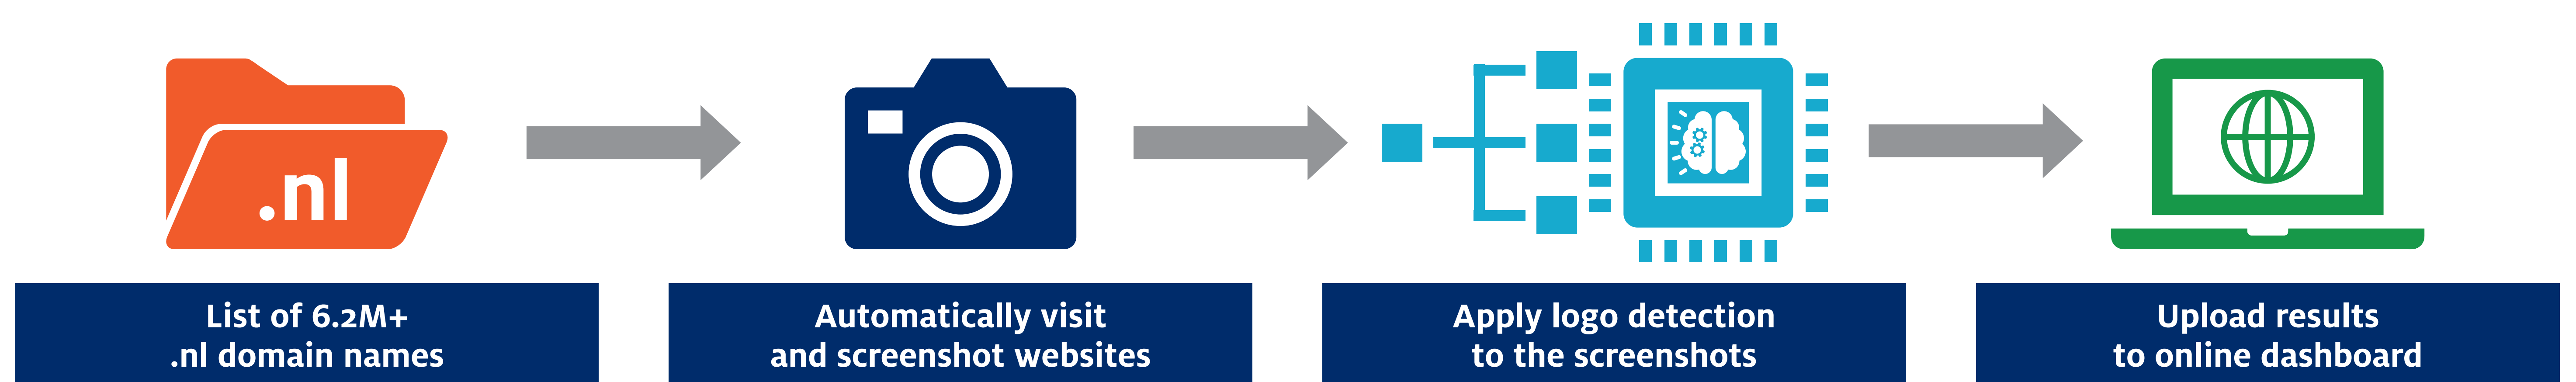 .nl
List of 6.2M+
.nl domain names
Automatically visit
and screenshot websites
Apply logo detection
to the screenshots
Upload results
to online dashboard